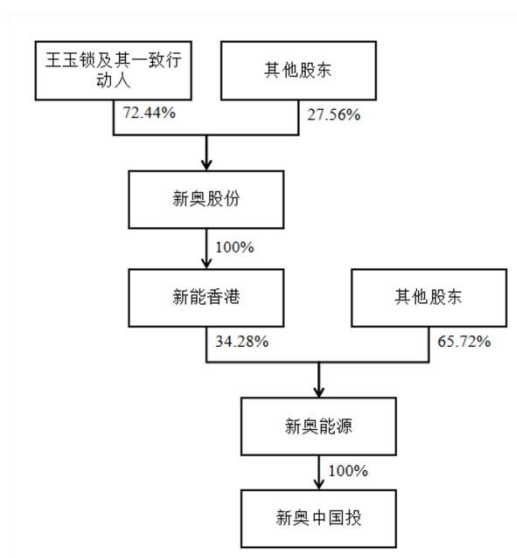 王玉锁及其一致行
动人
其他股东
72.44%
27.56%
新奥股份
100%
新能香港
其他股东
34.28%
65.72%
新奥能源
100%
新奥中国投